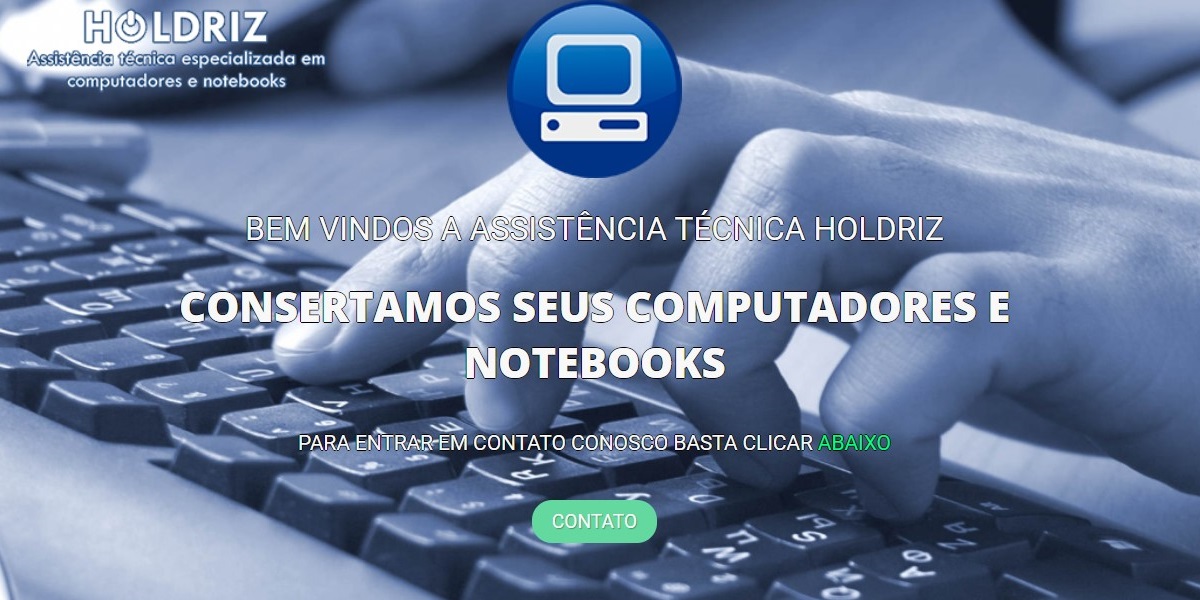 HOLDRIZ
Assistência técnica especializada em
computadores e notebooks
BEM VINDOS A ASSISTÊNCIA TÉCNICA HOLDRIZ
CONSERTAMOS SEUS COMPUTADORES E
NOTEBOOKS
PARA ENTRAR EM CONTATO CONOSCO BASTA CLICAR ABAIXO
CONTATO